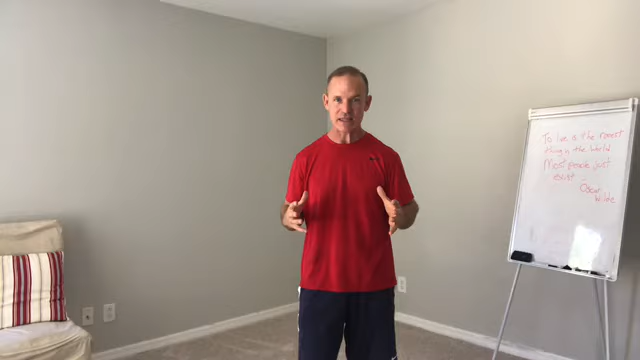 To live is the rarest
thing in the world
Most people just
exist.
Oscar
Wilde